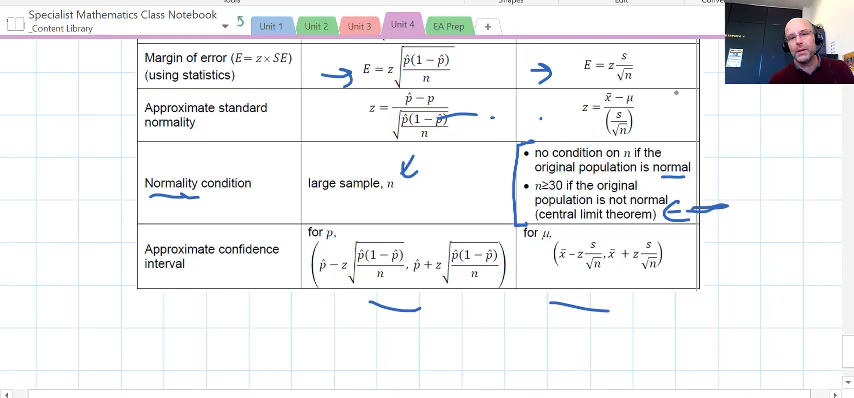 Tools
Shapes
Edit
Specialist Mathematics Class Notebook
_Content Library
Unit 1
Unit 2
Unit 3
Unit 4
EA Prep
+
Margin of error (E= z× SE)
(using statistics)
E = z √(p̂(1 − p̂)/n)
E = z s/√n
Approximate standard
normality
z = (p̂ − p)/√(p̂(1 − p̂)/n)
z = (x̄ − μ)/(s/√n)
Normality condition
large sample, n
• no condition on n if the
original population is normal
• n≥30 if the original
population is not normal
(central limit theorem)
Approximate confidence
interval
for p,
(p̂ − z √(p̂(1 − p̂)/n), p̂ + z √(p̂(1 − p̂)/n))
for μ,
(x̄ − z s/√n, x̄ + z s/√n)